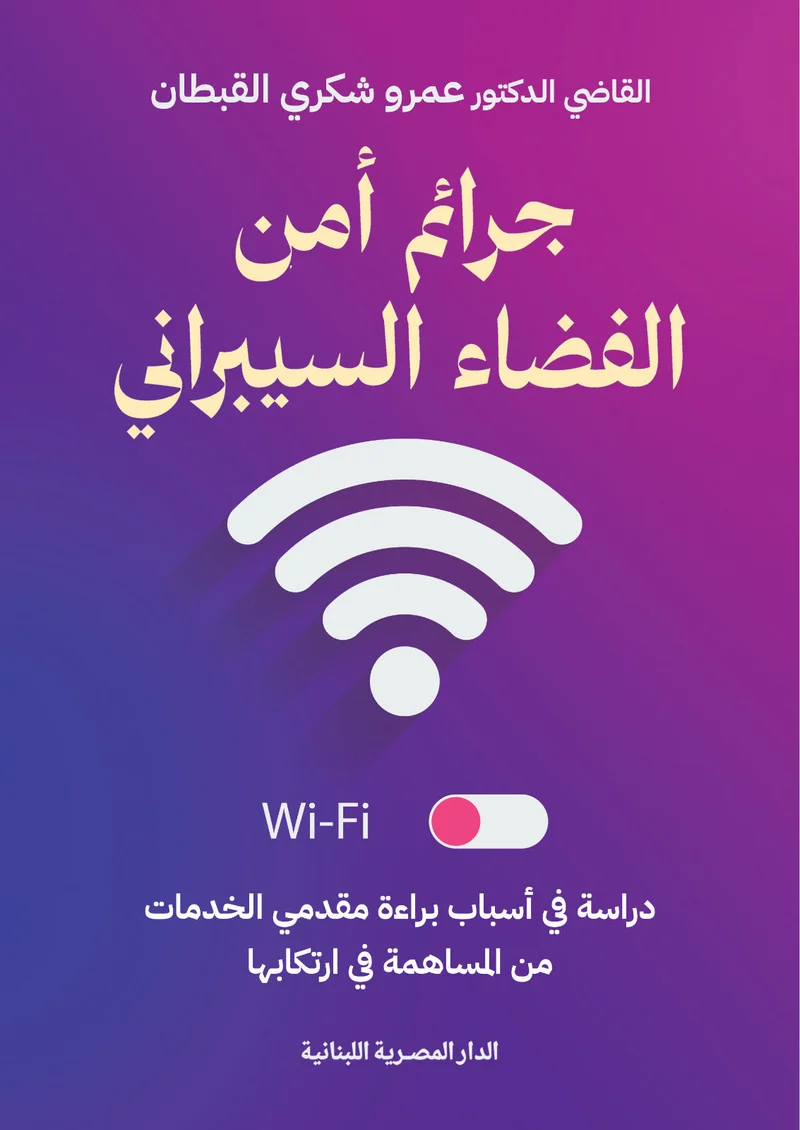 القاضي الدكتور عمرو شكري القبطان
جرائم أمن
الفضاء السيبراني
Wi-Fi
دراسة في أسباب براءة مقدمي الخدمات
من المساهمة في ارتكابها
الدار المصرية اللبنانية